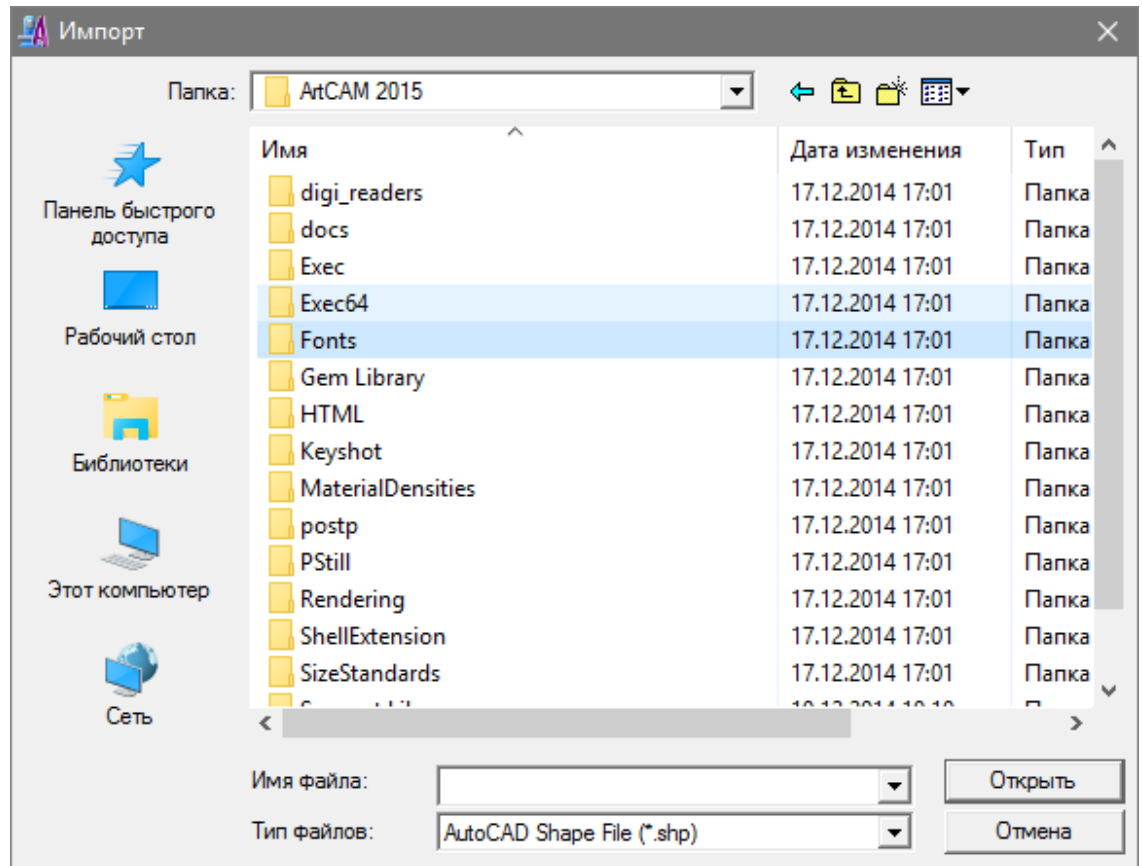 Импорт
Папка: ArtCAM 2015
Имя Дата изменения Тип
digi_readers 17.12.2014 17:01 Папка
docs 17.12.2014 17:01 Папка
Exec 17.12.2014 17:01 Папка
Exec64 17.12.2014 17:01 Папка
Fonts 17.12.2014 17:01 Папка
Gem Library 17.12.2014 17:01 Папка
HTML 17.12.2014 17:01 Папка
Keyshot 17.12.2014 17:01 Папка
MaterialDensities 17.12.2014 17:01 Папка
postp 17.12.2014 17:01 Папка
PStill 17.12.2014 17:01 Папка
Rendering 17.12.2014 17:01 Папка
ShellExtension 17.12.2014 17:01 Папка
SizeStandards 17.12.2014 17:01 Папка
Панель быстрого
доступа
Рабочий стол
Библиотеки
Этот компьютер
Сеть
Имя файла:
Открыть
Тип файлов: AutoCAD Shape File (*.shp)
Отмена